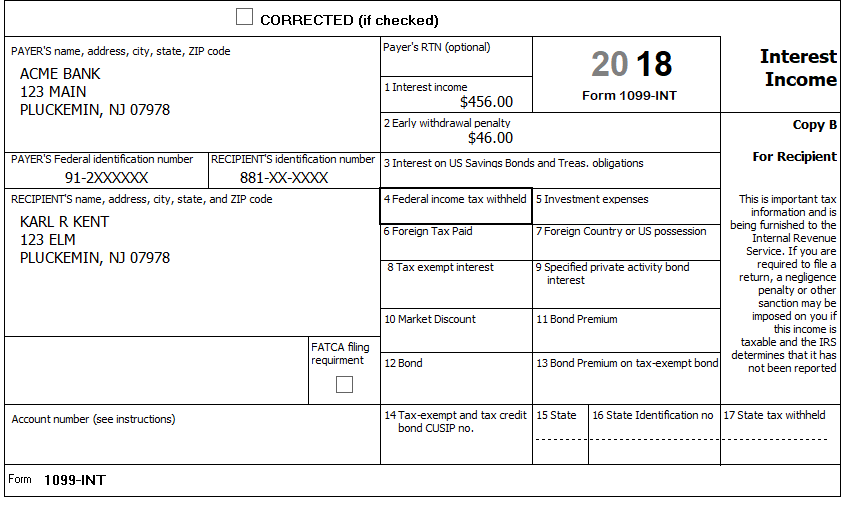 CORRECTED (if checked)
PAYER'S name, address, city, state, ZIP code
ACME BANK
123 MAIN
PLUCKEMIN, NJ 07978
Payer's RTN (optional)
1 Interest income
$456.00
2018
Form 1099-INT
Interest
Income
2 Early withdrawal penalty
$46.00
Copy B
For Recipient
PAYER'S Federal identification number
91-2XXXXXX
RECIPIENT'S identification number
881-XX-XXXX
3 Interest on US Savings Bonds and Treas. obligations
RECIPIENT'S name, address, city, state, and ZIP code
KARL R KENT
123 ELM
PLUCKEMIN, NJ 07978
4 Federal income tax withheld
5 Investment expenses
6 Foreign Tax Paid
7 Foreign Country or US possession
8 Tax exempt interest
9 Specified private activity bond
interest
10 Market Discount
11 Bond Premium
12 Bond
13 Bond Premium on tax-exempt bond
This is important tax
information and is
being furnished to the
Internal Revenue
Service. If you are
required to file a
return, a negligence
penalty or other
sanction may be
imposed on you if
this income is
taxable and the IRS
determines that it has
not been reported
FATCA filing
requirment
Account number (see instructions)
14 Tax-exempt and tax credit
bond CUSIP no.
15 State
16 State Identification no
17 State tax withheld
Form 1099-INT